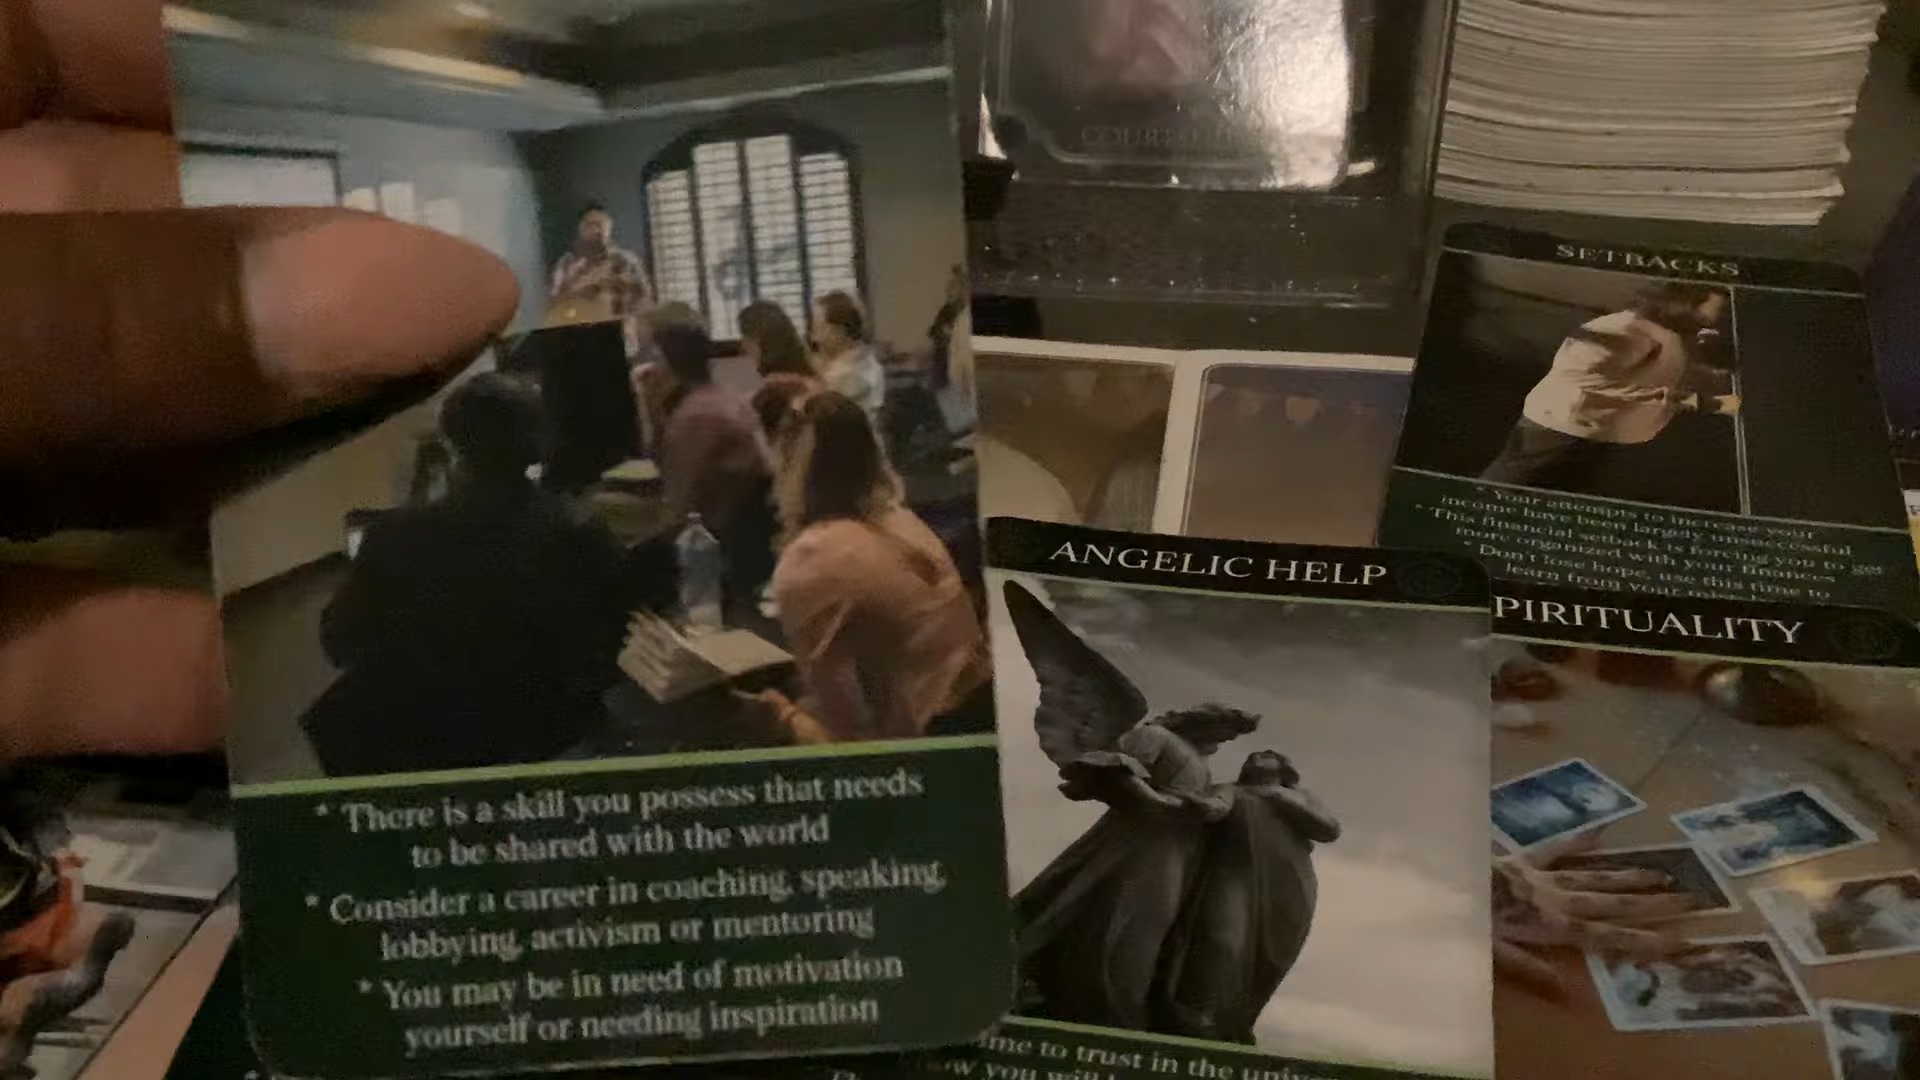 * There is a skill you possess that needs
to be shared with the world
* Consider a career in coaching, speaking,
lobbying, activism or mentoring
* You may be in need of motivation
yourself or needing inspiration
SETBACKS
* Your attempts to increase your
income have been largely unsuccessful
* This financial setback is forcing you to get
more organized with your finances
Don't lose hope, use this time to
learn from your
ANGELIC HELP
PIRITUALITY
to trust in the
you will